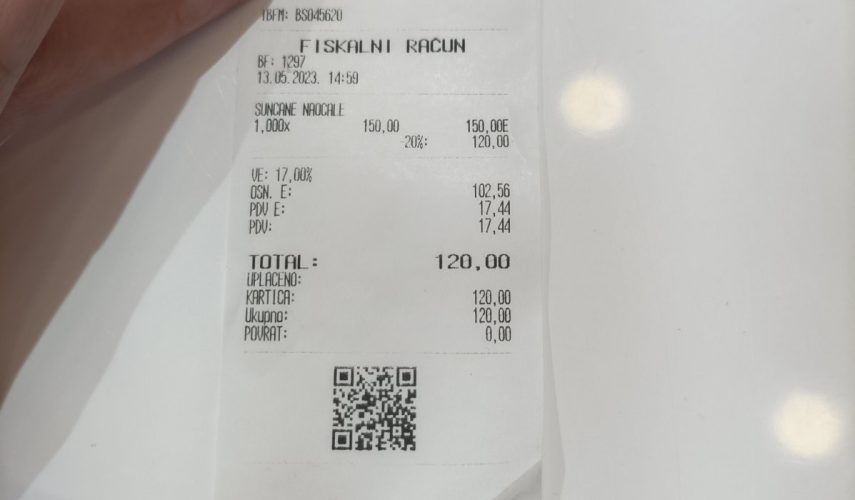 IBFM: BS045620
FISKALNI RAČUN
BF: 1297
13.05.2023. 14:59
SUNCANE NAOCALE
1,000x 150,00 150,00E
-20%: 120,00
VE: 17,00%
OSN. E: 102,56
PDV E: 17,44
PDV: 17,44
TOTAL: 120,00
UPLACENO:
KARTICA: 120,00
Ukupno: 120,00
POVRAT: 0,00